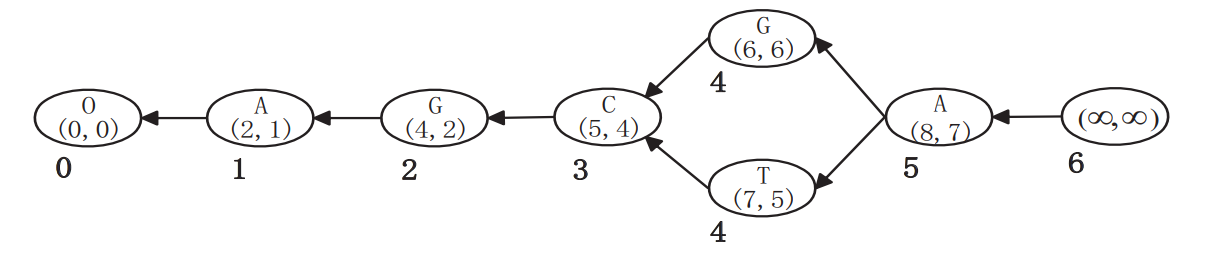 O
(0, 0)
0
A
(2, 1)
1
G
(4, 2)
2
C
(5, 4)
3
G
(6, 6)
4
T
(7, 5)
4
A
(8, 7)
5
(∞,∞)
6